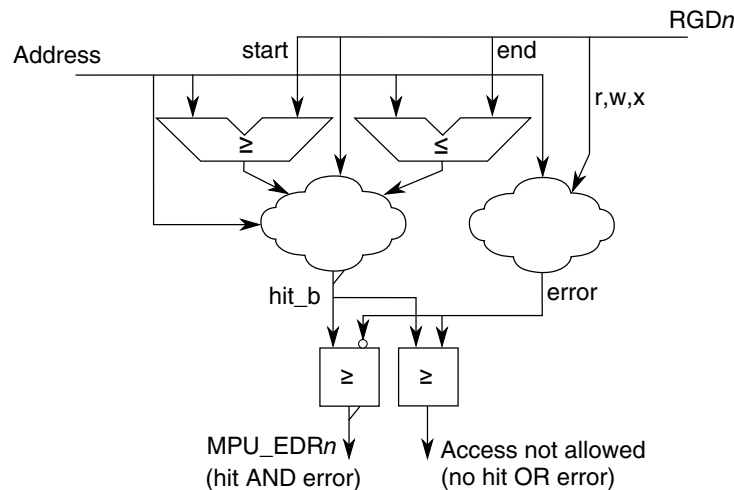 RGDn
Address
start
end
r,w,x
≥
≤
hit_b
error
≥
≥
MPU_EDRn
(hit AND error)
Access not allowed
(no hit OR error)